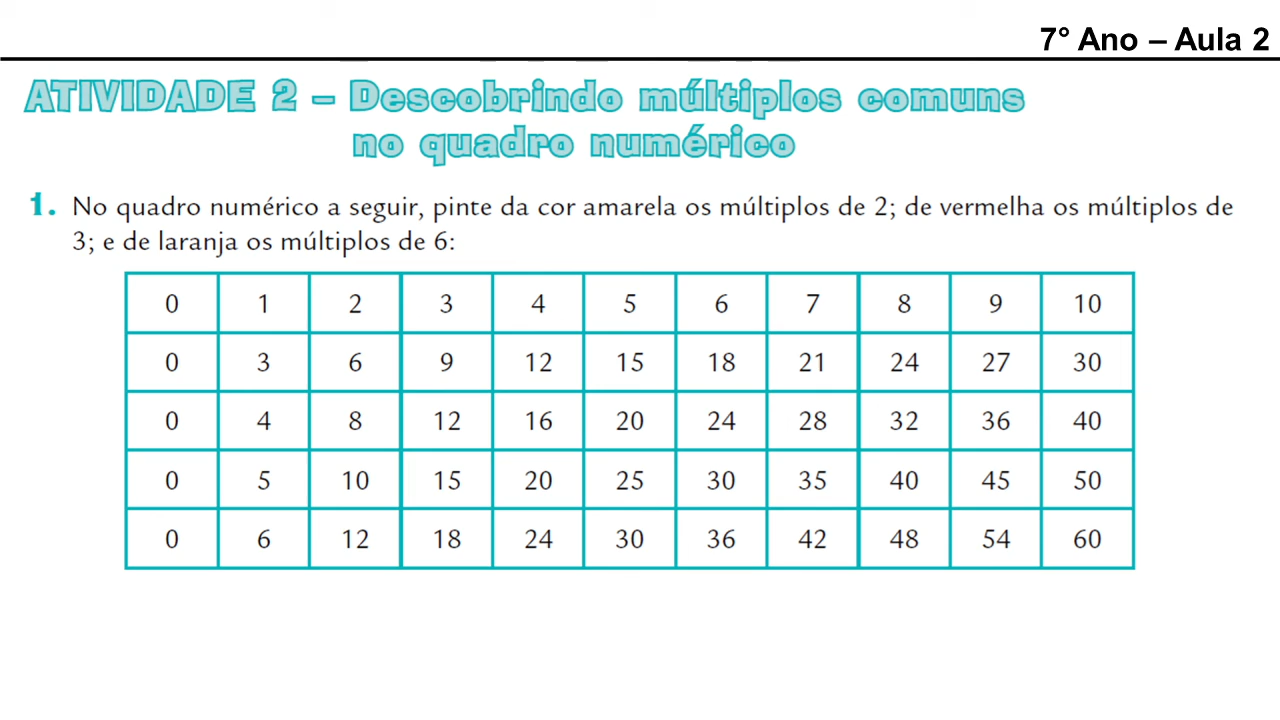 7° Ano – Aula 2
ATIVIDADE 2 – Descobrindo múltiplos comuns
no quadro numérico
1. No quadro numérico a seguir, pinte da cor amarela os múltiplos de 2; de vermelha os múltiplos de
3; e de laranja os múltiplos de 6:
0 1 2 3 4 5 6 7 8 9 10
0 3 6 9 12 15 18 21 24 27 30
0 4 8 12 16 20 24 28 32 36 40
0 5 10 15 20 25 30 35 40 45 50
0 6 12 18 24 30 36 42 48 54 60